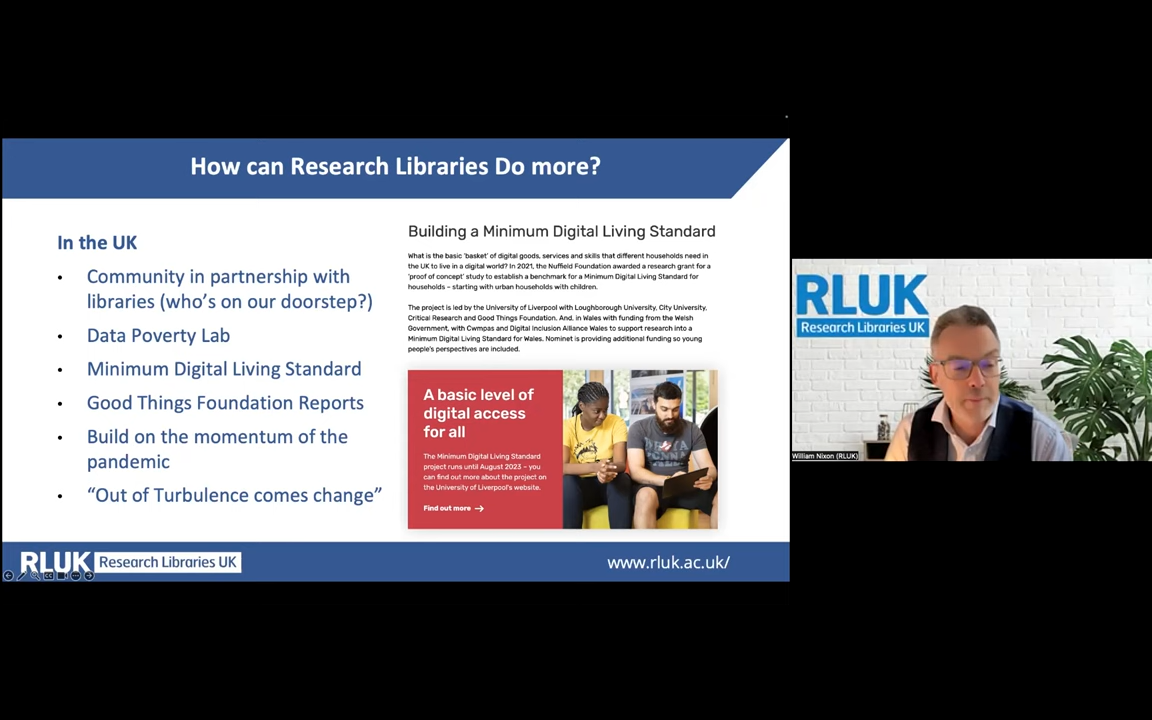 How can Research Libraries Do more?
In the UK
• Community in partnership with
libraries (who's on our doorstep?)
• Data Poverty Lab
• Minimum Digital Living Standard
• Good Things Foundation Reports
• Build on the momentum of the
pandemic
• “Out of Turbulence comes change”
Building a Minimum Digital Living Standard
What is the basic 'basket' of digital goods, services and skills that different households need in
the UK to live in a digital world? In 2021, the Nuffield Foundation awarded a research grant for a
'proof of concept' study to establish a benchmark for a Minimum Digital Living Standard for
households – starting with urban households with children.
The project is led by the University of Liverpool with Loughborough University, City University,
Critical Research and Good Things Foundation. And, in Wales with funding from the Welsh
Government, with Cwmpas and Digital Inclusion Alliance Wales to support research into a
Minimum Digital Living Standard for Wales. Nominet is providing additional funding so young
people's perspectives are included.
A basic level of
digital access
for all
The Minimum Digital Living Standard
project runs until August 2023 – you
can find out more about the project on
the University of Liverpool's website.
Find out more →
RLUK Research Libraries UK
www.rluk.ac.uk/
RLUK
Research Libraries UK
William Nixon (RLUK)